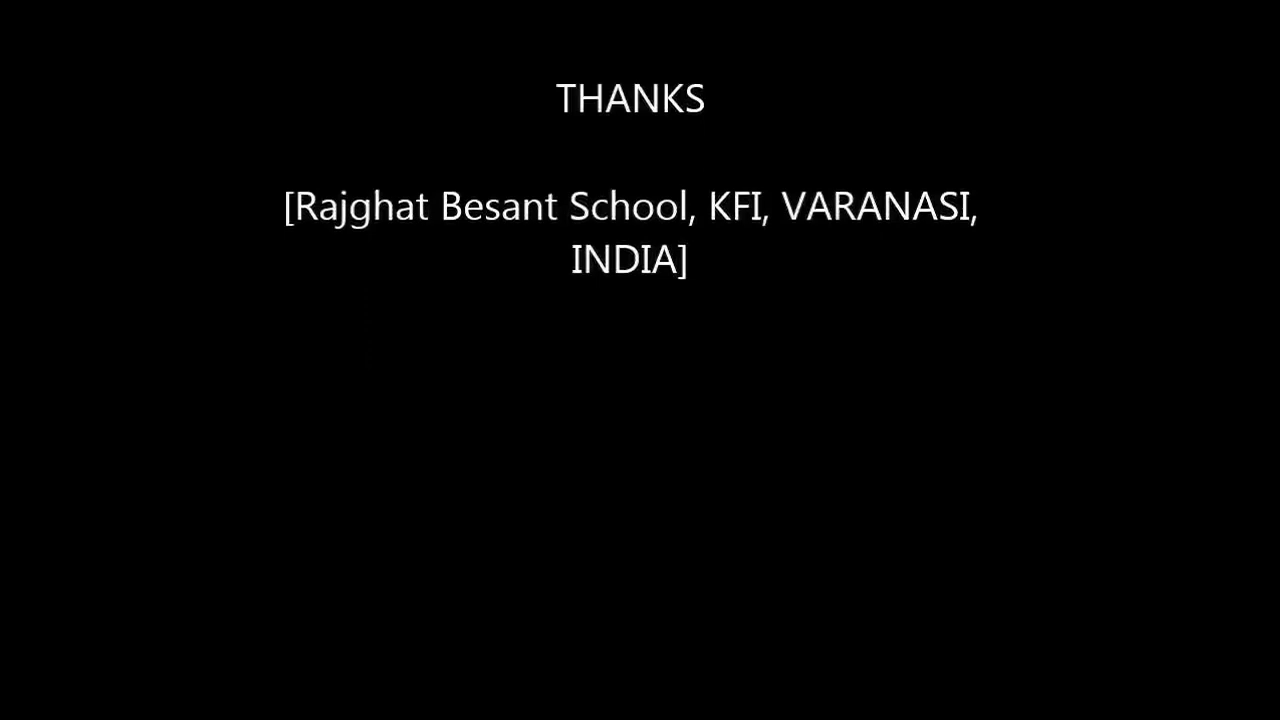 THANKS
[Rajghat Besant School, KFI, VARANASI,
INDIA]